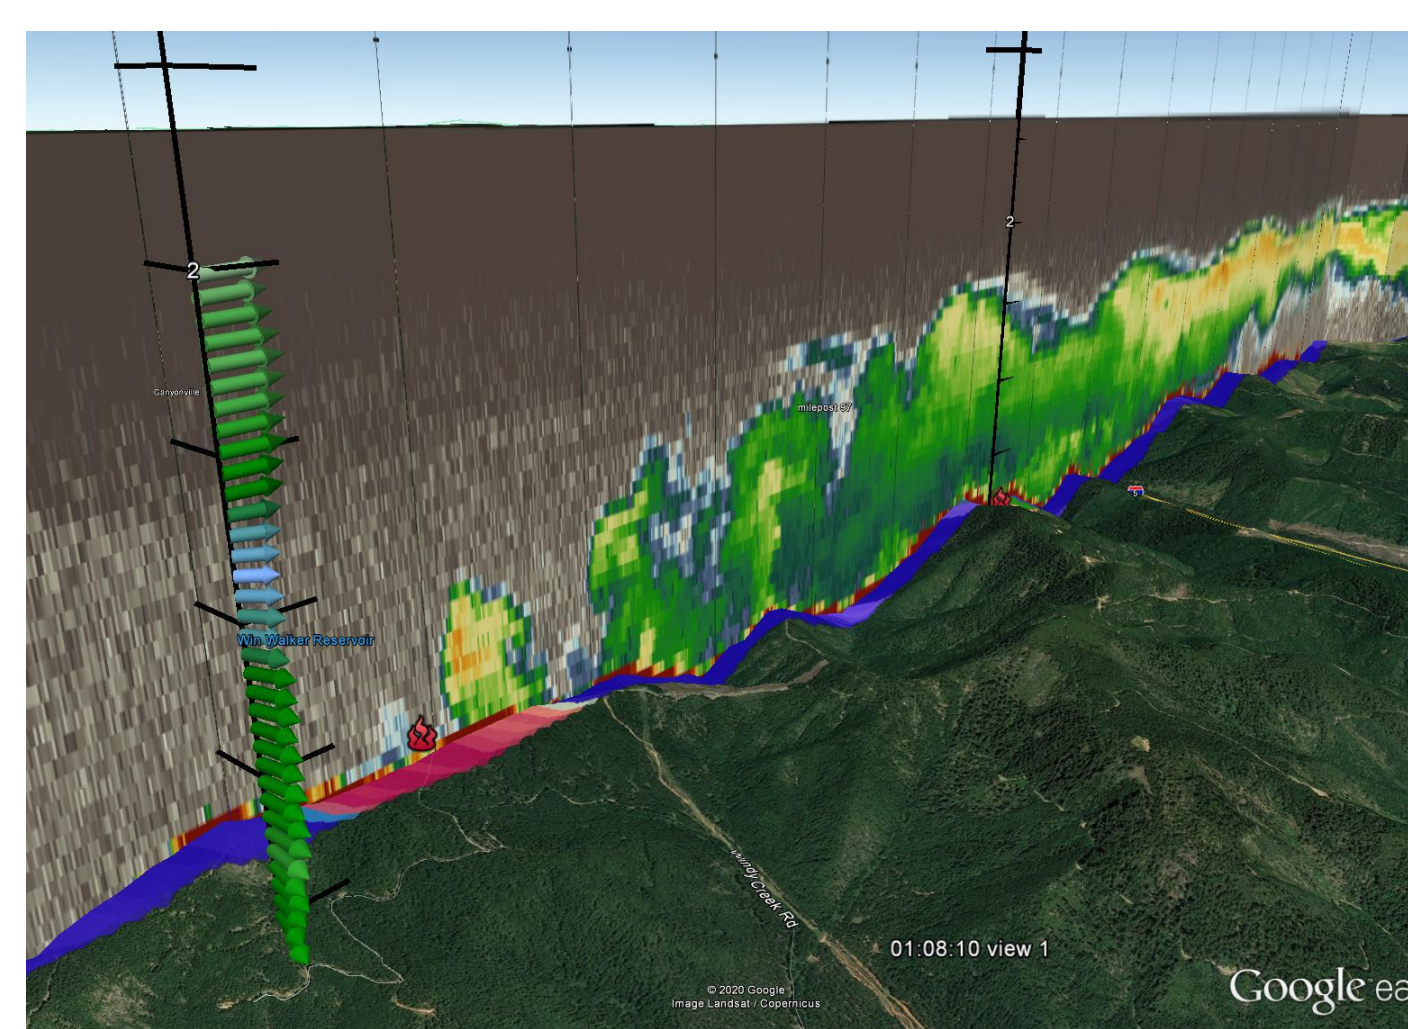 2
2
Canyonville
milepost 97
5
Win Walker Reservoir
Windy Creek Rd
01:08:10 view 1
© 2020 Google
Image Landsat / Copernicus
Google ea